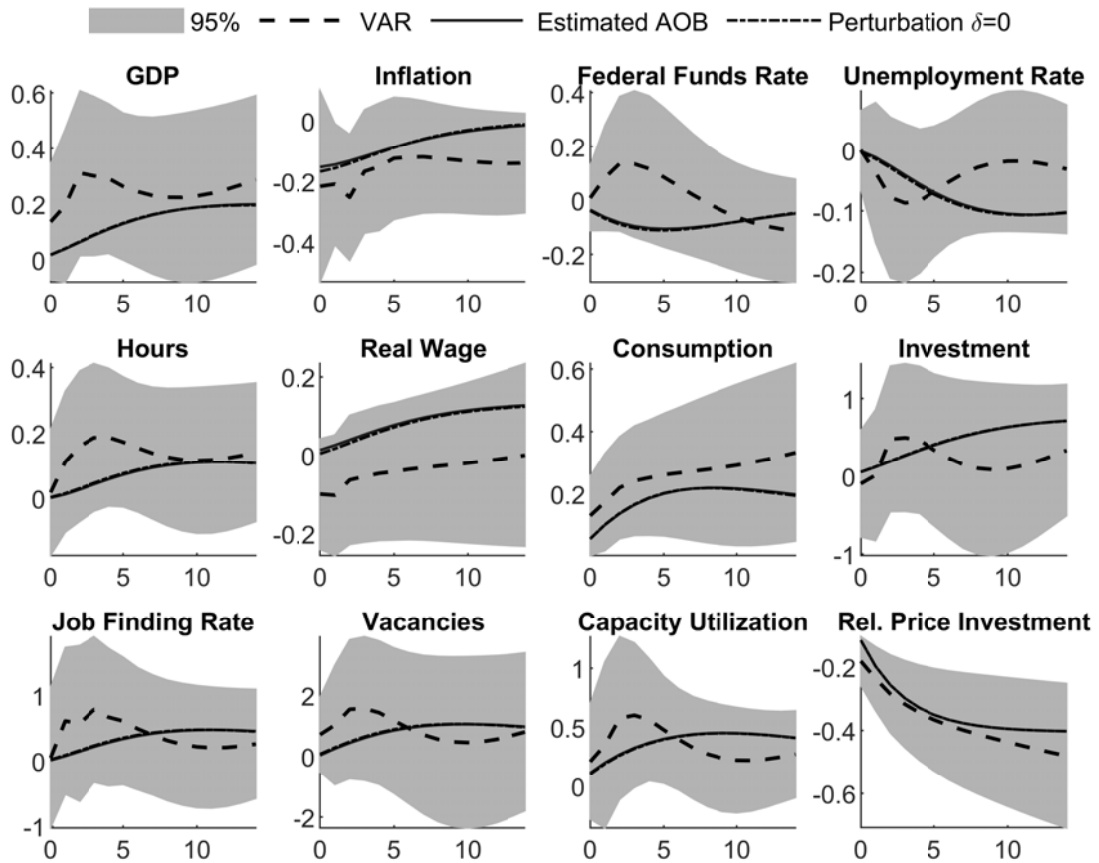 95% VAR Estimated AOB Perturbation δ=0
GDP Inflation Federal Funds Rate Unemployment Rate
0.6
0.4
0.2
0
0 5 10
0
-0.2
-0.4
0 5 10
0.4
0.2
0
-0.2
0 5 10
0
-0.1
-0.2
0 5 10
Hours Real Wage Consumption Investment
0.4
0.2
0
0 5 10
0.2
0
-0.2
0 5 10
0.6
0.4
0.2
0 5 10
1
0
-1
0 5 10
Job Finding Rate Vacancies Capacity Utilization Rel. Price Investment
1
0
-1
0 5 10
2
0
-2
0 5 10
1
0.5
0
0 5 10
-0.2
-0.4
-0.6
0 5 10